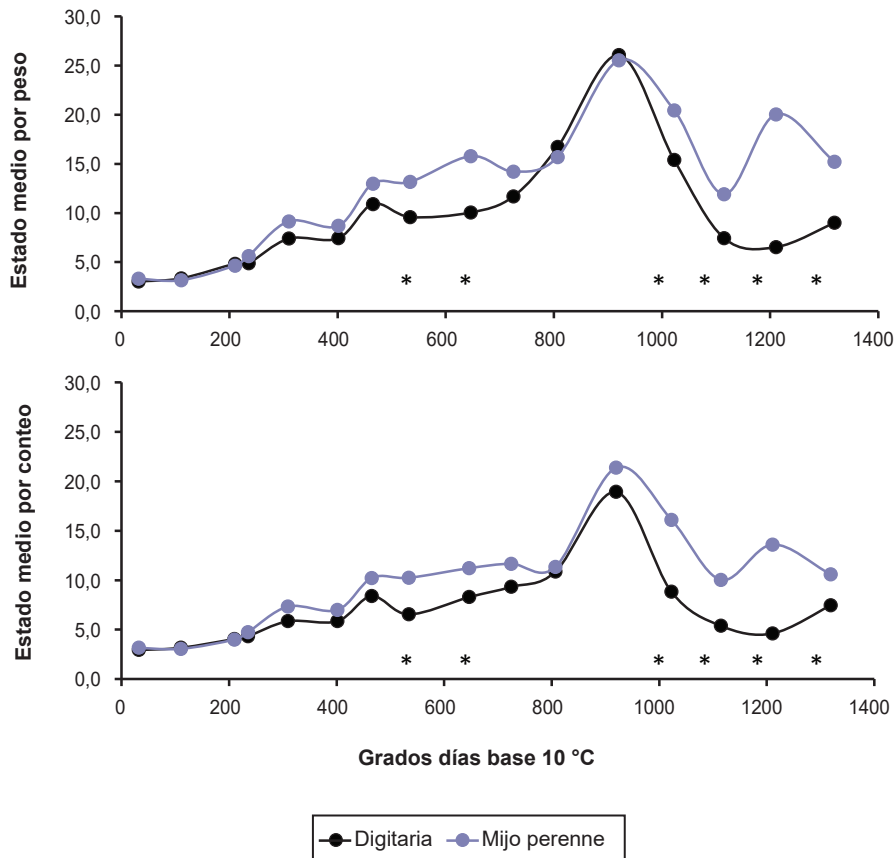 30,0
25,0
20,0
15,0
10,0
5,0
0,0
Estado medio por peso
* * * * * *
0 200 400 600 800 1000 1200 1400
30,0
25,0
20,0
15,0
10,0
5,0
0,0
Estado medio por conteo
* * * * * *
0 200 400 600 800 1000 1200 1400
Grados días base 10 °C
Digitaria Mijo perenne